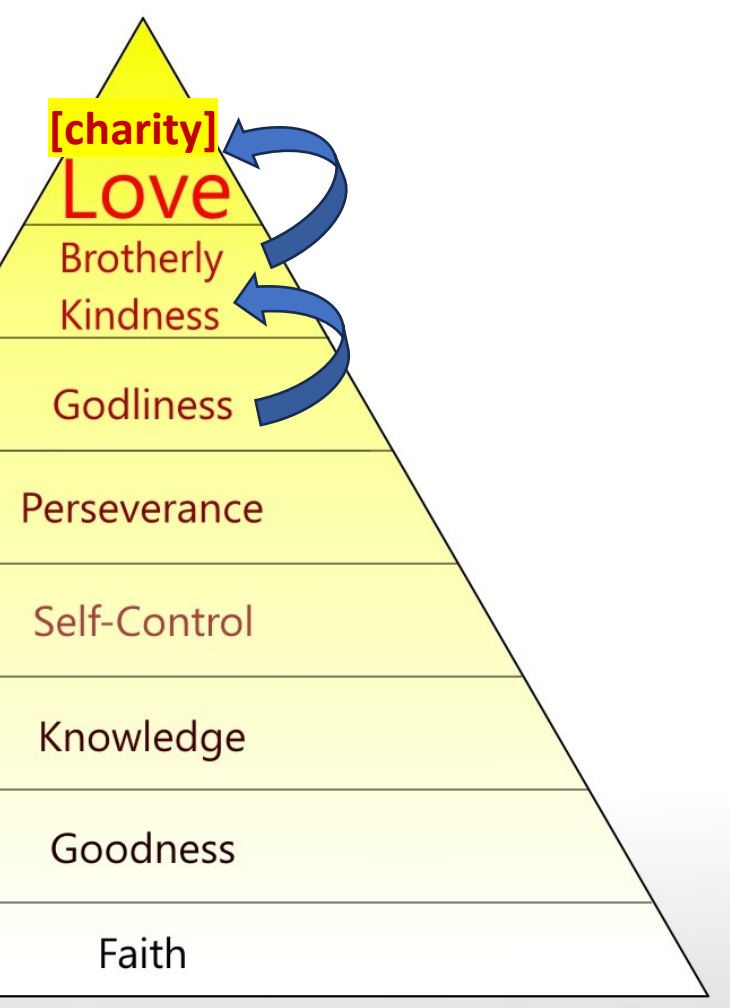 [charity]
Love
Brotherly
Kindness
Godliness
Perseverance
Self-Control
Knowledge
Goodness
Faith